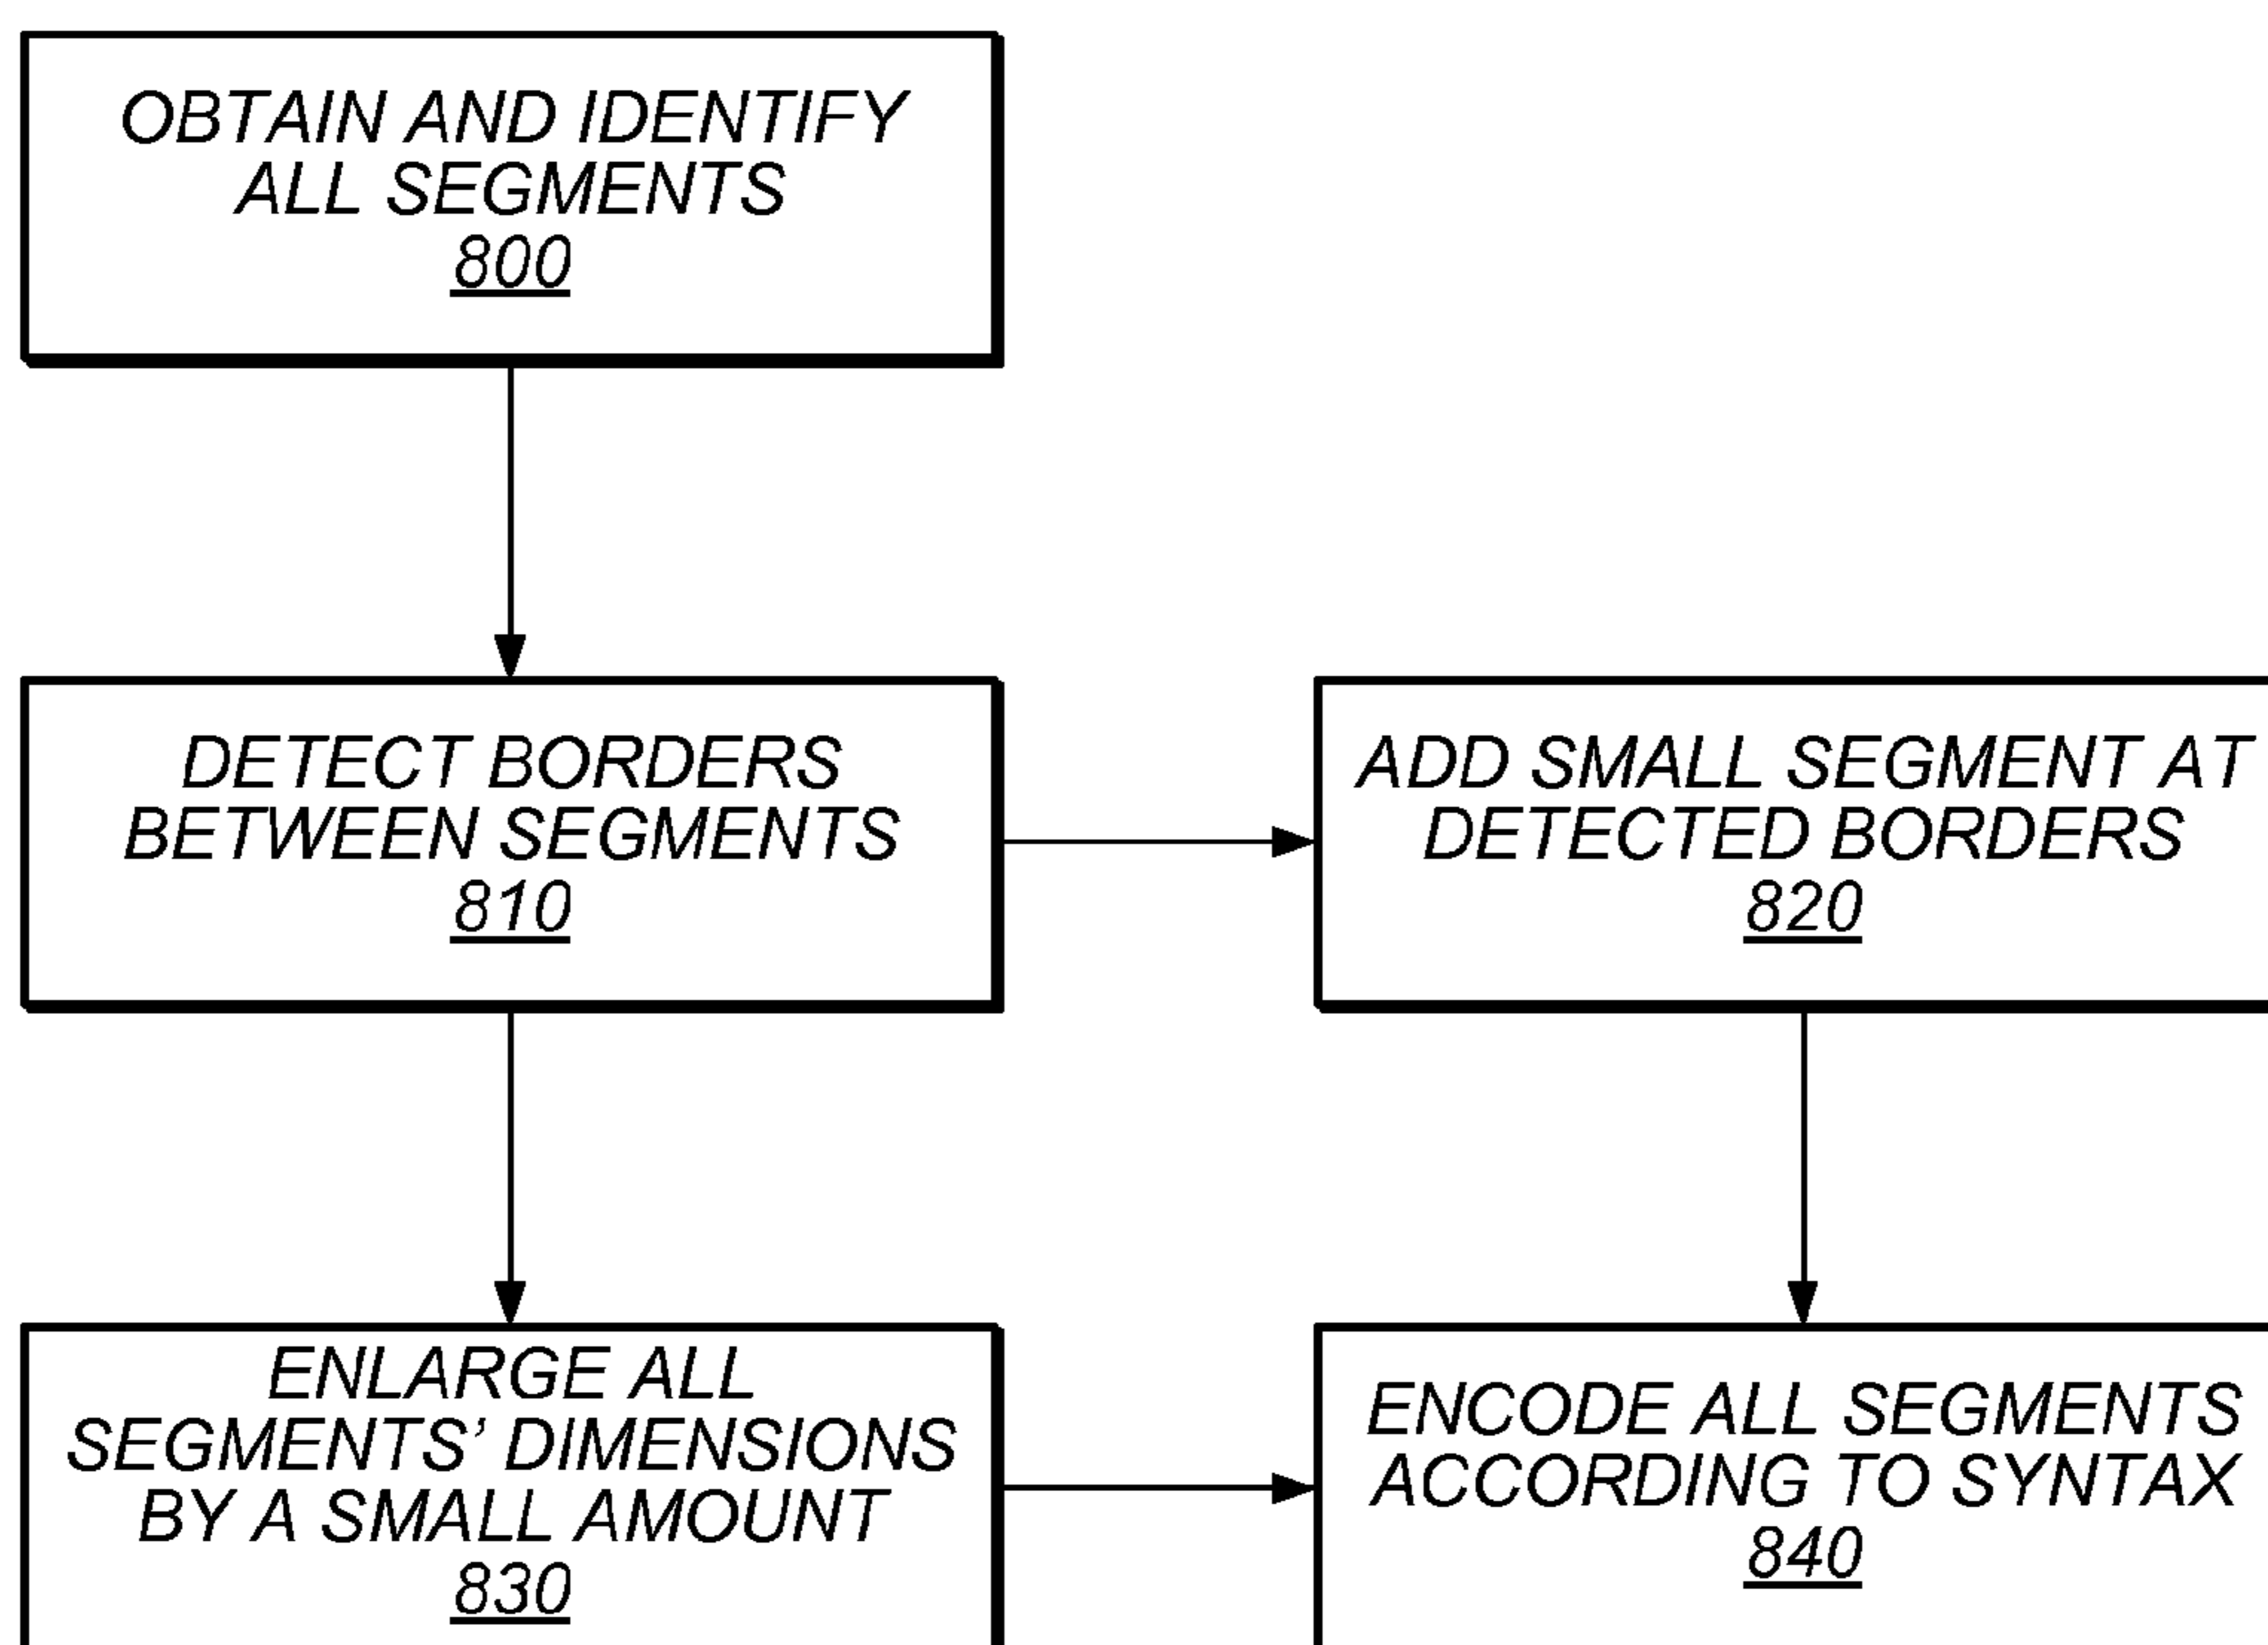 OBTAIN AND IDENTIFY
ALL SEGMENTS
800
DETECT BORDERS
BETWEEN SEGMENTS
810
ADD SMALL SEGMENT AT
DETECTED BORDERS
820
ENLARGE ALL
SEGMENTS’ DIMENSIONS
BY A SMALL AMOUNT
830
ENCODE ALL SEGMENTS
ACCORDING TO SYNTAX
840